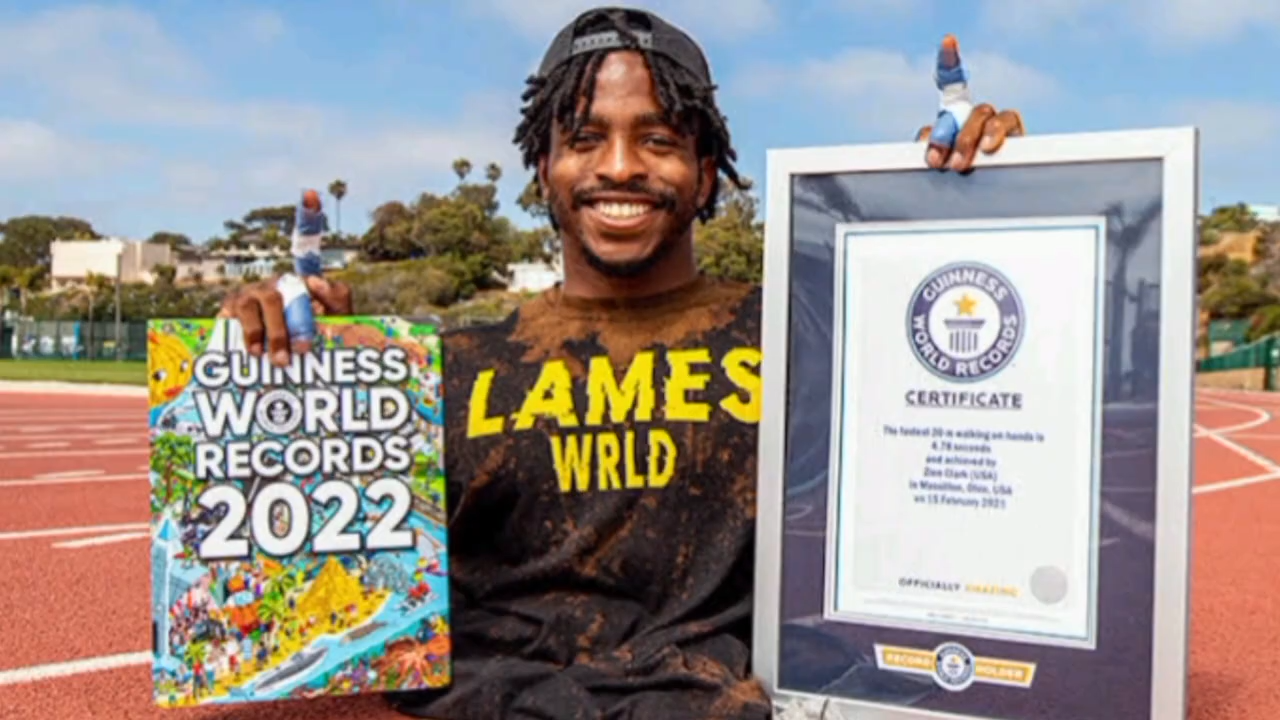 GUINNESS
WORLD
RECORDS
2022
LAMES
WRLD
GUINNESS
WORLD RECORDS
CERTIFICATE
The fastest 20 m walking on hands is
4.78 seconds
and achieved by
Zion Clark (USA)
in Massillon, Ohio, USA
on 15 February 2021
OFFICIALLY AMAZING
RECORD HOLDER